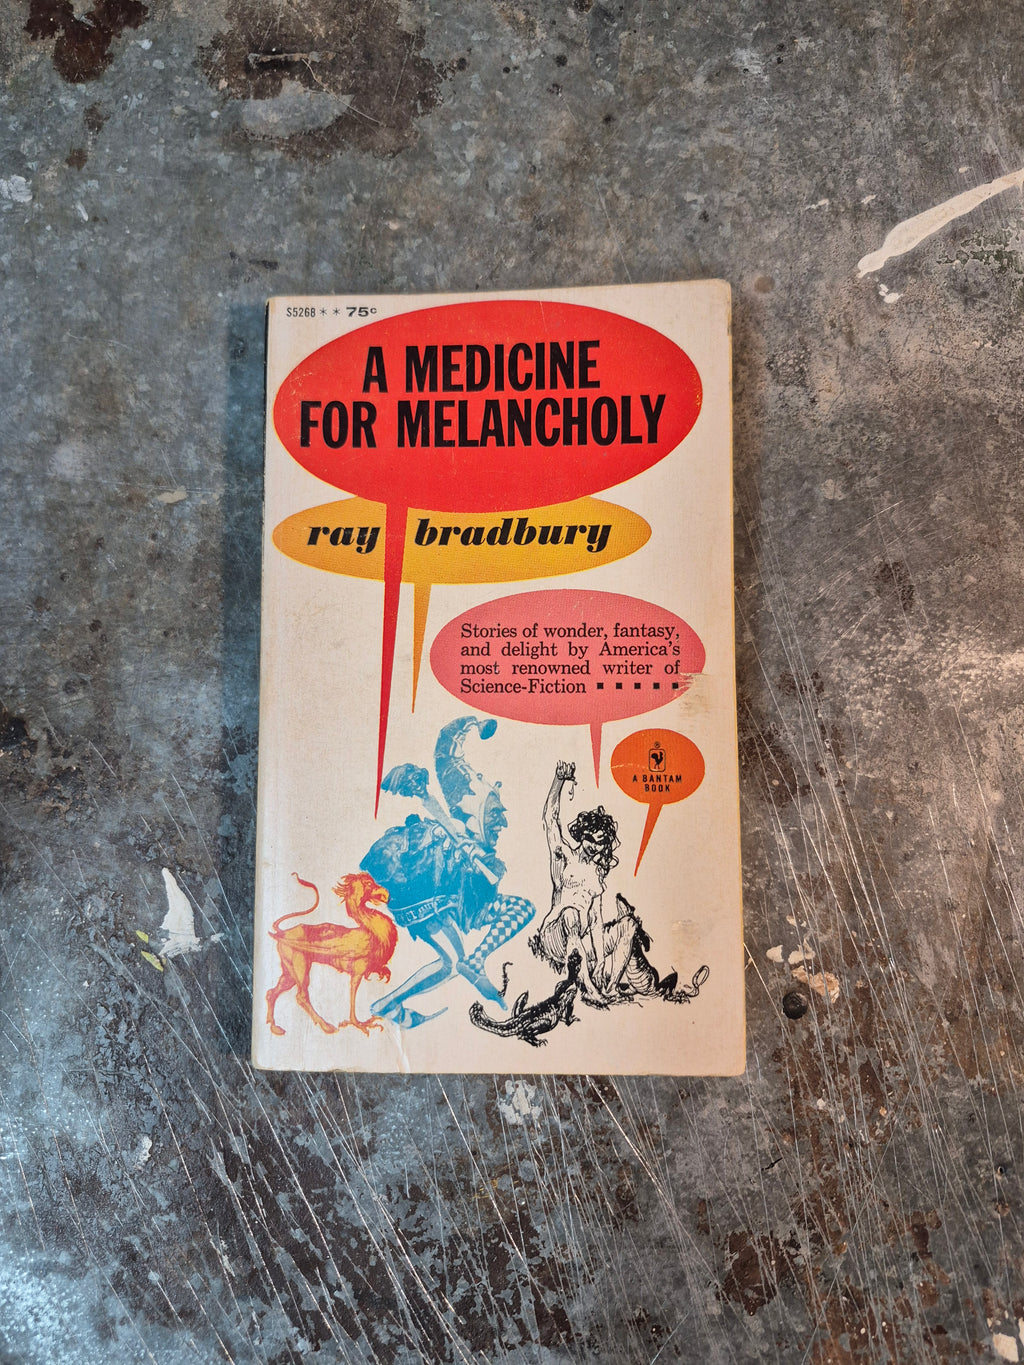 S5268 * * 75¢
A MEDICINE
FOR MELANCHOLY
ray bradbury
Stories of wonder, fantasy,
and delight by America's
most renowned writer of
Science-Fiction ▪ ▪ ▪ ▪ ▪
®
A BANTAM
BOOK